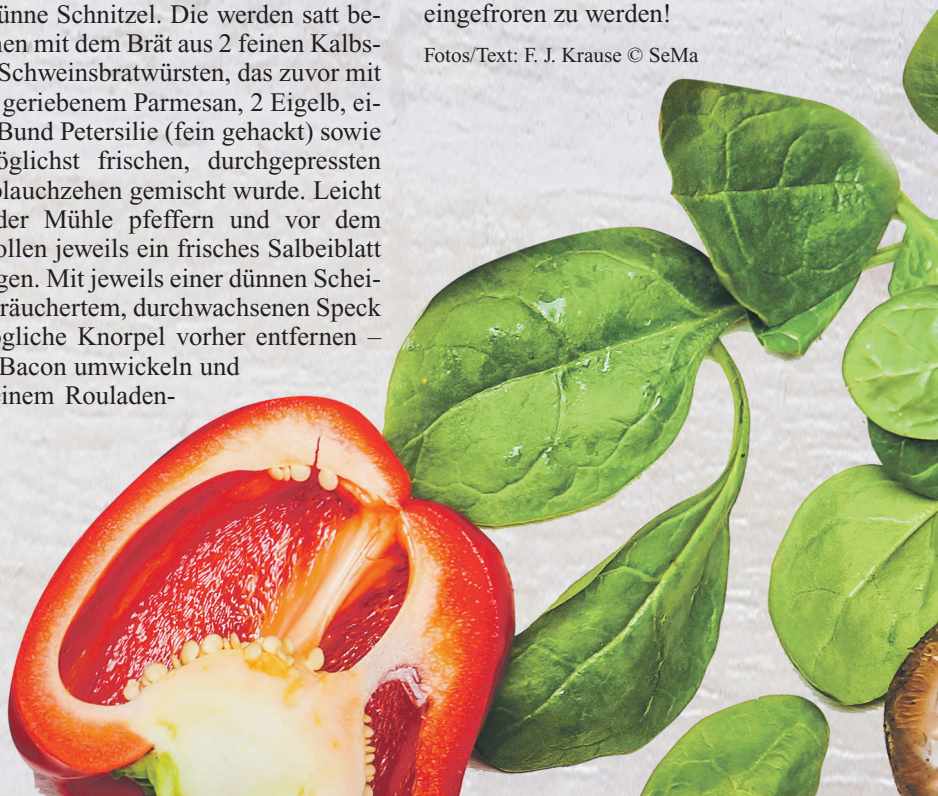 ünne Schnitzel. Die werden satt be-
en mit dem Brät aus 2 feinen Kalbs-
Schweinsbratwürsten, das zuvor mit
geriebenem Parmesan, 2 Eigelb, ei-
Bund Petersilie (fein gehackt) sowie
öglichst frischen, durchgepressten
lauchzehen gemischt wurde. Leicht
der Mühle pfeffern und vor dem
ollen jeweils ein frisches Salbeiblatt
gen. Mit jeweils einer dünnen Schei-
räuchertem, durchwachsenen Speck
ögliche Knorpel vorher entfernen –
Bacon umwickeln und
einem Rouladen-
eingefroren zu werden!
Fotos/Text: F. J. Krause © SeMa